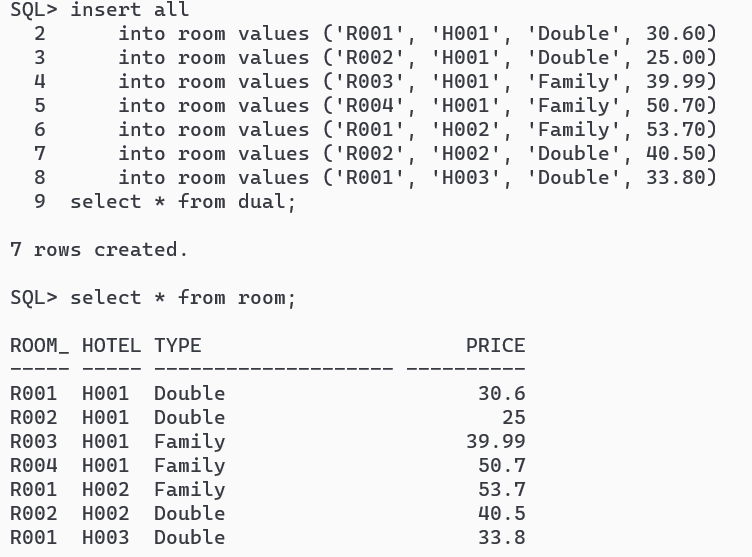 SQL> insert all
  2      into room values ('R001', 'H001', 'Double', 30.60)
  3      into room values ('R002', 'H001', 'Double', 25.00)
  4      into room values ('R003', 'H001', 'Family', 39.99)
  5      into room values ('R004', 'H001', 'Family', 50.70)
  6      into room values ('R001', 'H002', 'Family', 53.70)
  7      into room values ('R002', 'H002', 'Double', 40.50)
  8      into room values ('R001', 'H003', 'Double', 33.80)
  9  select * from dual;

7 rows created.

SQL> select * from room;

ROOM_ HOTEL TYPE                      PRICE
----- ----- -------------------- ----------
R001  H001  Double                     30.6
R002  H001  Double                       25
R003  H001  Family                    39.99
R004  H001  Family                     50.7
R001  H002  Family                     53.7
R002  H002  Double                     40.5
R001  H003  Double                     33.8